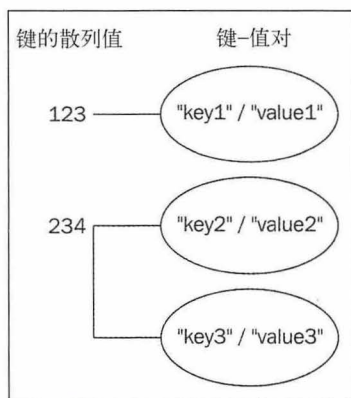 键的散列值 键–值对
123 "key1" / "value1"
234 "key2" / "value2"
"key3" / "value3"